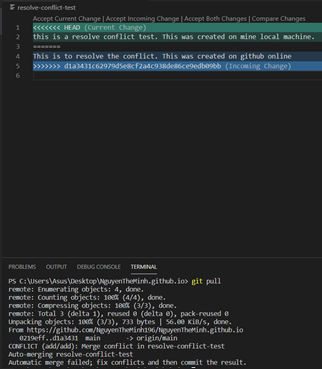 resolve-conflict-test
Accept Current Change | Accept Incoming Change | Accept Both Changes | Compare Changes
1 <<<<<<< HEAD (Current Change)
2 this is a resolve conflict test. This was created on mine local machine.
3 =======
4 This is to resolve the conflict. This was created on github online
5 >>>>>>> d1a3431c62979d5e8cf2a4c938de86ce9edb09bb (Incoming Change)
6
PROBLEMS OUTPUT DEBUG CONSOLE TERMINAL
PS C:\Users\Asus\Desktop\NguyenTheMinh.github.io> git pull
remote: Enumerating objects: 4, done.
remote: Counting objects: 100% (4/4), done.
remote: Compressing objects: 100% (3/3), done.
remote: Total 3 (delta 1), reused 0 (delta 0), pack-reused 0
Unpacking objects: 100% (3/3), 733 bytes | 56.00 KiB/s, done.
From https://github.com/NguyenTheMinh196/NguyenTheMinh.github.io
0219eff..d1a3431 main -> origin/main
CONFLICT (add/add): Merge conflict in resolve-conflict-test
Auto-merging resolve-conflict-test
Automatic merge failed; fix conflicts and then commit the result.